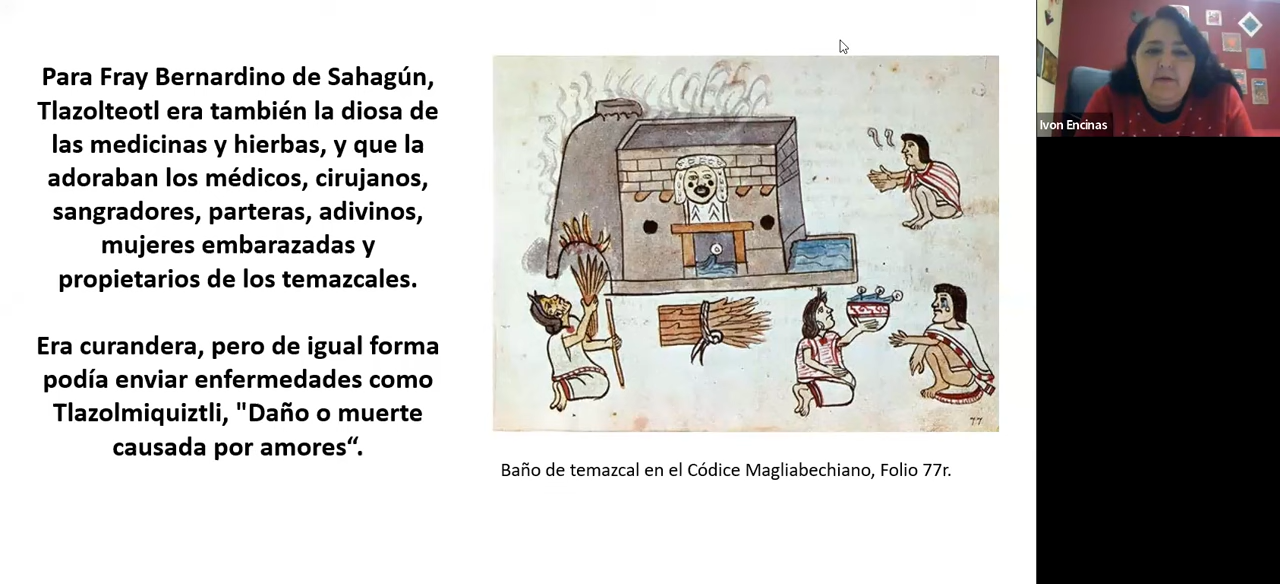 Para Fray Bernardino de Sahagún,
Tlazolteotl era también la diosa de
las medicinas y hierbas, y que la
adoraban los médicos, cirujanos,
sangradores, parteras, adivinos,
mujeres embarazadas y
propietarios de los temazcales.
Era curandera, pero de igual forma
podía enviar enfermedades como
Tlazolmiquiztli, "Daño o muerte
causada por amores“.
77
Baño de temazcal en el Códice Magliabechiano, Folio 77r.
Ivon Encinas